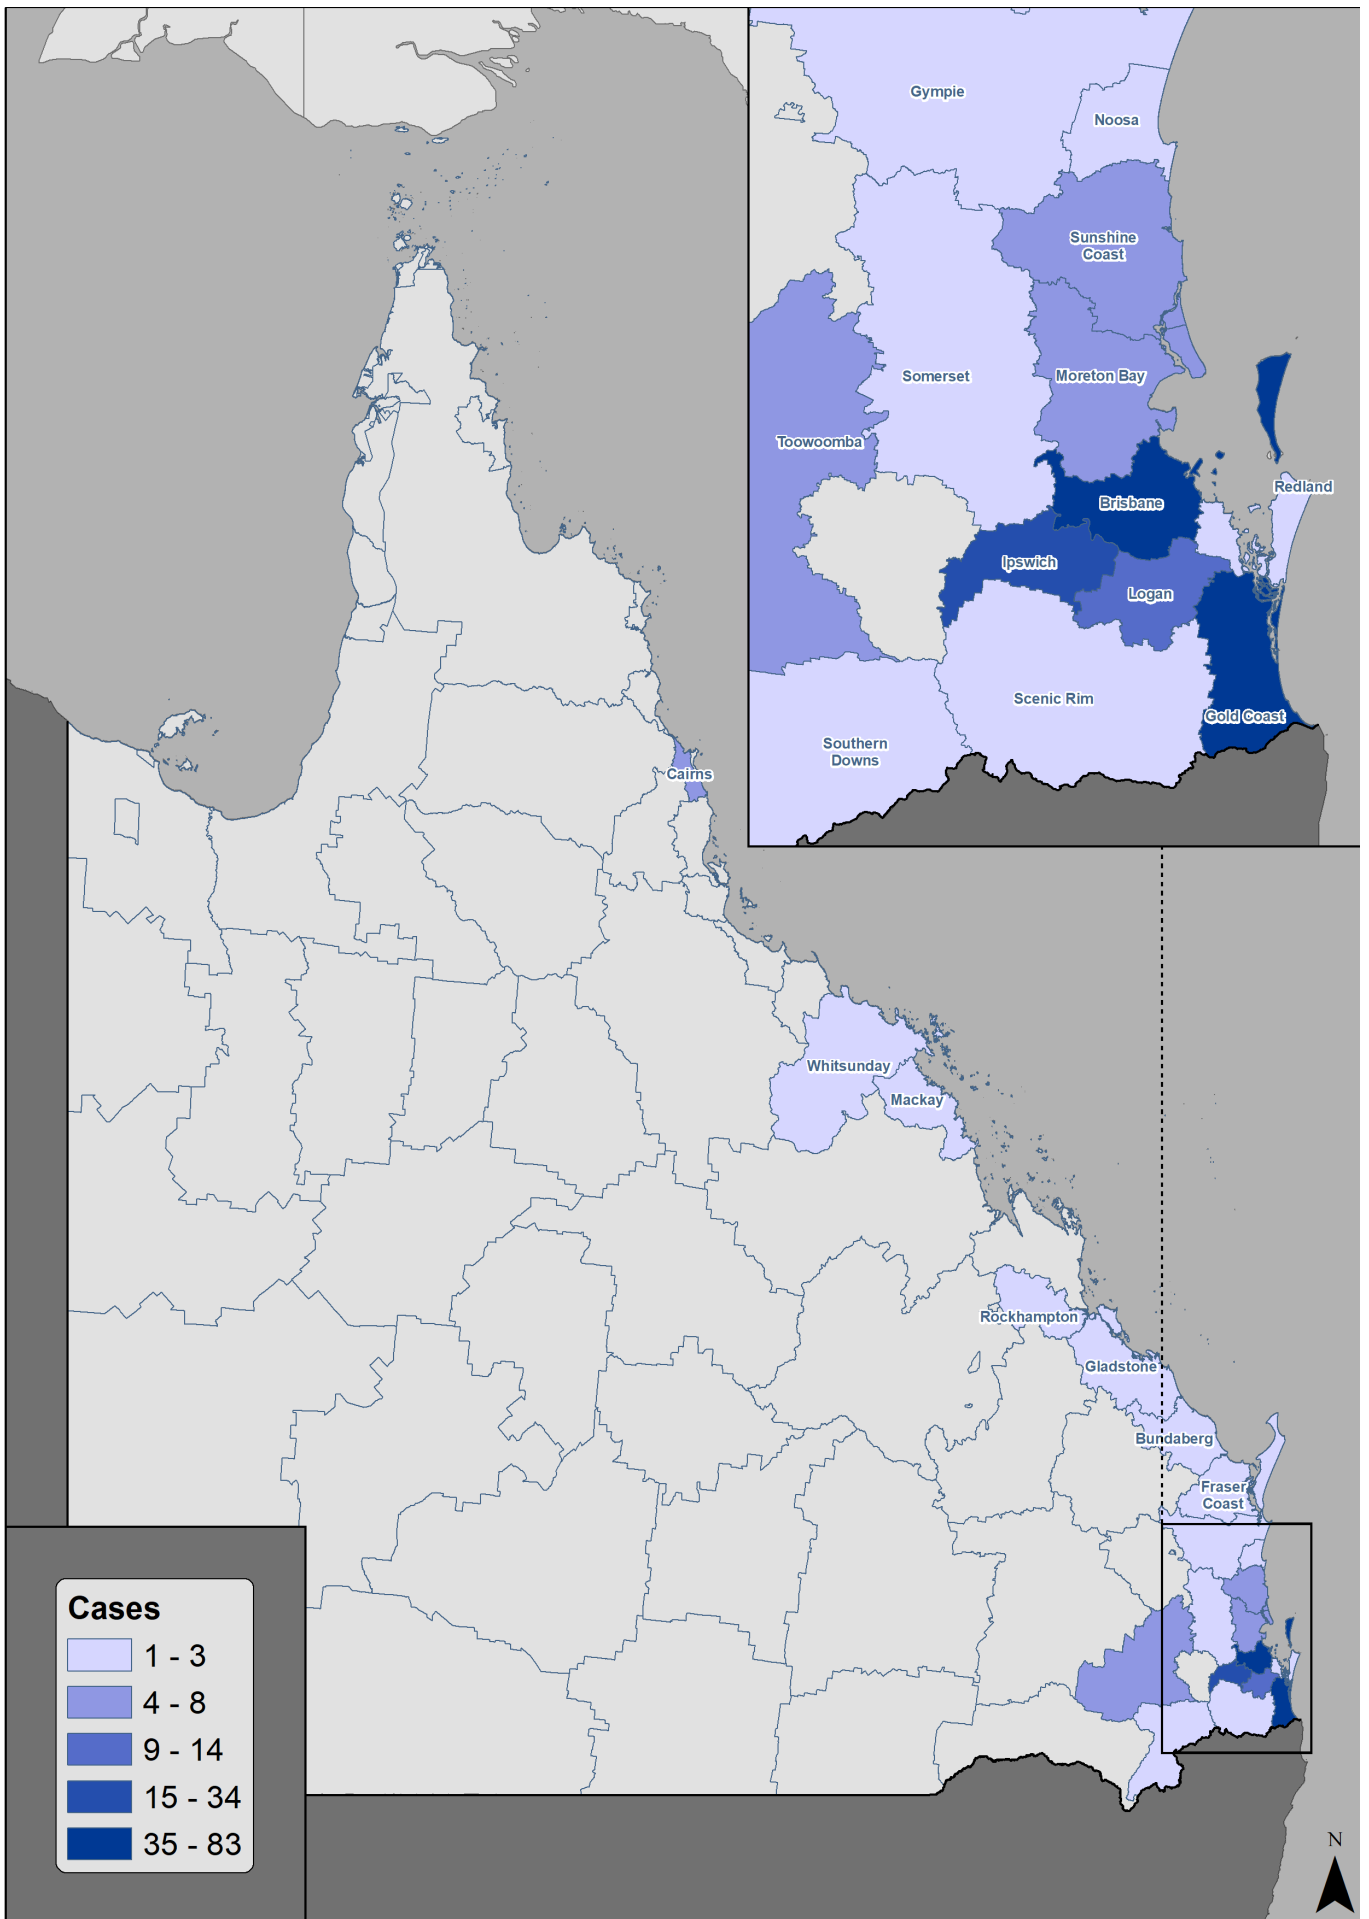 Gympie
Noosa
Sunshine
Coast
Somerset
Moreton Bay
Toowoomba
Redland
Brisbane
Ipswich
Logan
Scenic Rim
Gold Coast
Southern
Downs
Cairns
Whitsunday
Mackay
Rockhampton
Gladstone
Bundaberg
Fraser
Coast
Cases
1 - 3
4 - 8
9 - 14
15 - 34
35 - 83
N